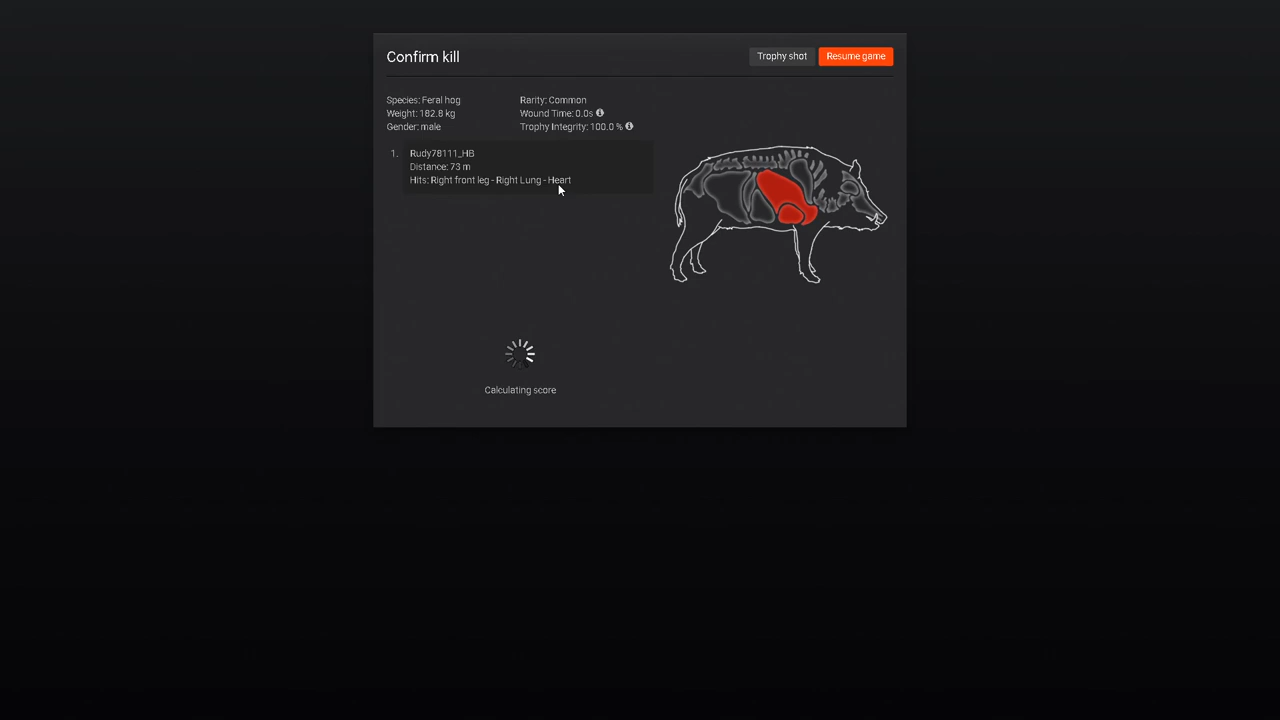 Confirm kill
Trophy shot
Resume game
Species: Feral hog
Weight: 182.8 kg
Gender: male
Rarity: Common
Wound Time: 0.0s
Trophy Integrity: 100.0 %
1.
Rudy78111_HB
Distance: 73 m
Hits: Right front leg - Right Lung - Heart
Calculating score